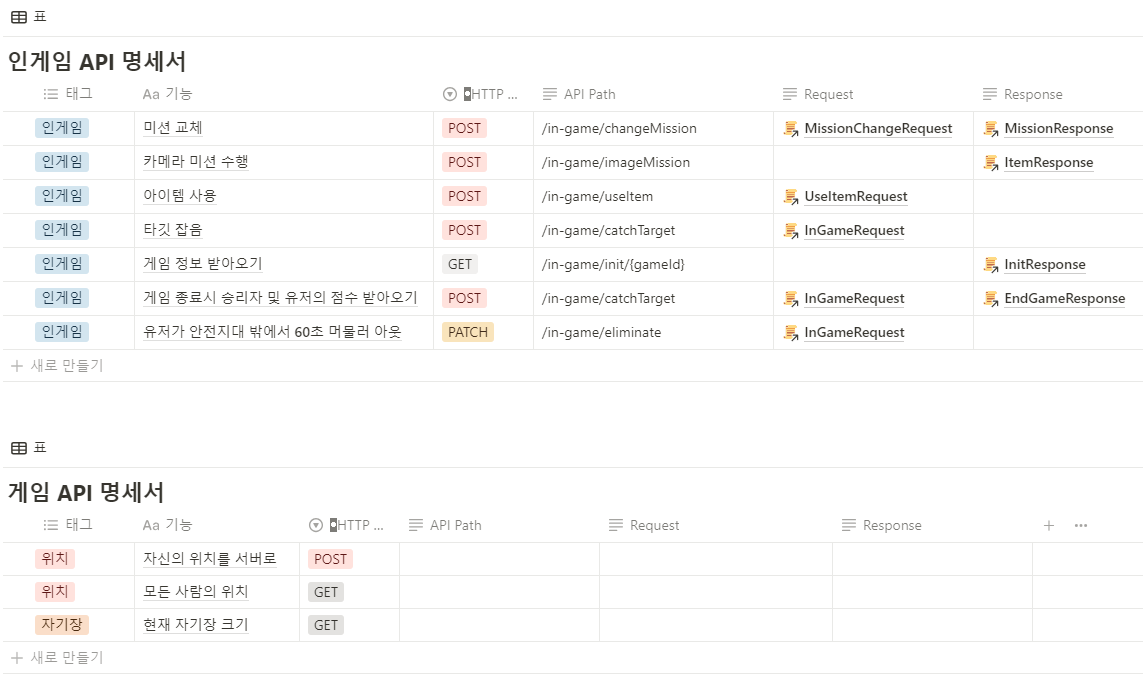 표
인게임 API 명세서
태그 Aa 기능 HTTP ... API Path Request Response
인게임 미션 교체 POST /in-game/changeMission MissionChangeRequest MissionResponse
인게임 카메라 미션 수행 POST /in-game/imageMission ItemResponse
인게임 아이템 사용 POST /in-game/useItem UseItemRequest
인게임 타깃 잡음 POST /in-game/catchTarget InGameRequest
인게임 게임 정보 받아오기 GET /in-game/init/{gameId} InitResponse
인게임 게임 종료시 승리자 및 유저의 점수 받아오기 POST /in-game/catchTarget InGameRequest EndGameResponse
인게임 유저가 안전지대 밖에서 60초 머물러 아웃 PATCH /in-game/eliminate InGameRequest
+ 새로 만들기
표
게임 API 명세서
태그 Aa 기능 HTTP ... API Path Request Response + ...
위치 자신의 위치를 서버로 POST
위치 모든 사람의 위치 GET
자기장 현재 자기장 크기 GET
+ 새로 만들기